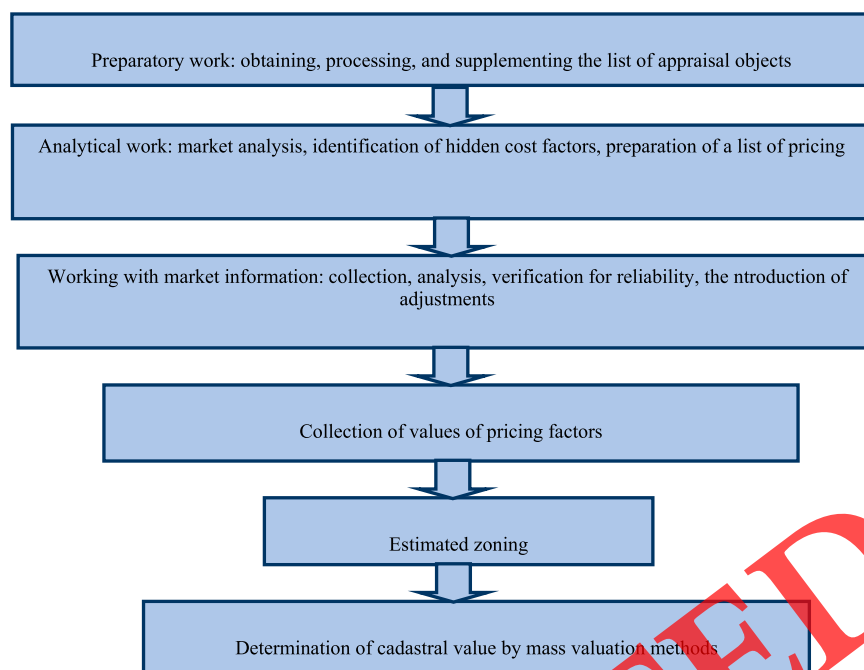 Preparatory work: obtaining, processing, and supplementing the list of appraisal objects
Analytical work: market analysis, identification of hidden cost factors, preparation of a list of pricing
Working with market information: collection, analysis, verification for reliability, the ntroduction of
adjustments
Collection of values of pricing factors
Estimated zoning
Determination of cadastral value by mass valuation methods
TED